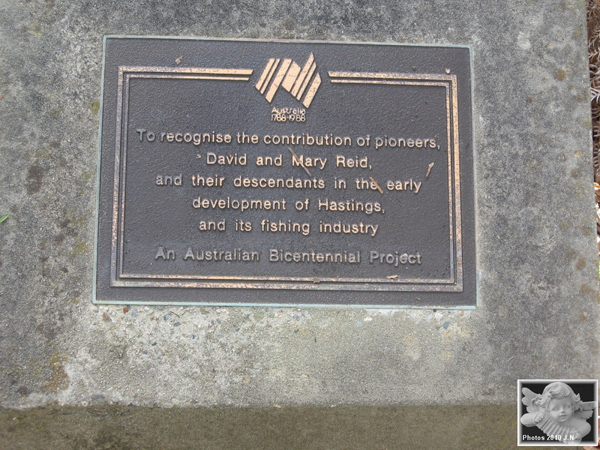 Australia
1788-1988
To recognise the contribution of pioneers,
David and Mary Reid,
and their descendants in the early
development of Hastings,
and its fishing industry
An Australian Bicentennial Project
Photos 2010 J.N